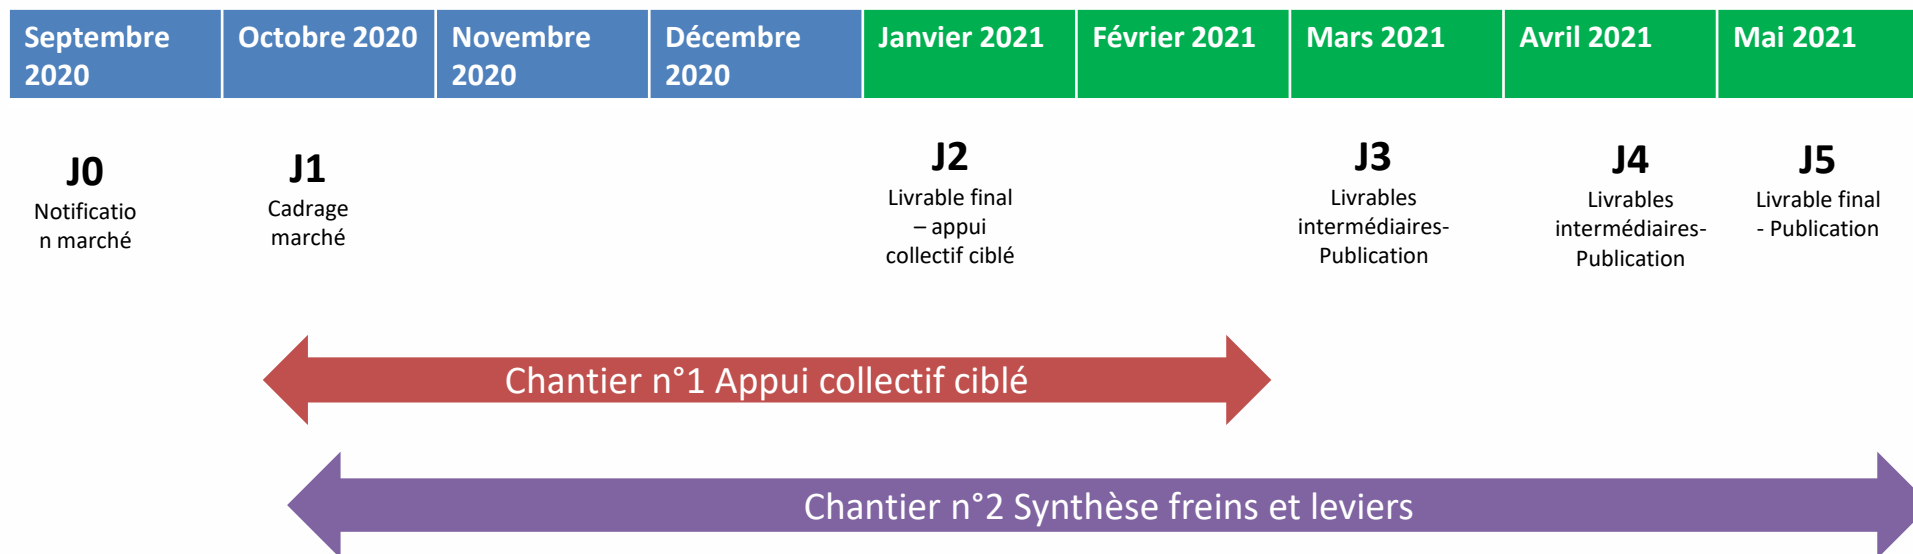 Septembre
2020
Octobre 2020
Novembre
2020
Décembre
2020
Janvier 2021
Février 2021
Mars 2021
Avril 2021
Mai 2021
J0
Notificatio
n marché
J1
Cadrage
marché
J2
Livrable final
– appui
collectif ciblé
J3
Livrables
intermédiaires-
Publication
J4
Livrables
intermédiaires-
Publication
J5
Livrable final
- Publication
Chantier n°1 Appui collectif ciblé
Chantier n°2 Synthèse freins et leviers